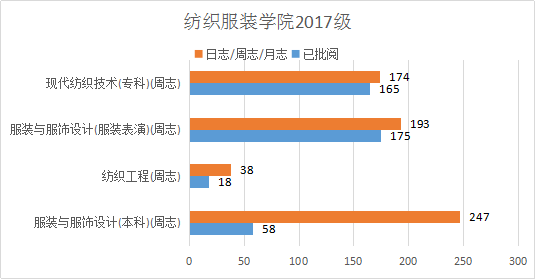 纺织服装学院2017级
日志/周志/月志 已批阅
现代纺织技术(专科)(周志) 174
165
服装与服饰设计(服装表演)(周志) 193
175
纺织工程(周志) 38
18
服装与服饰设计(本科)(周志) 247
58
0 50 100 150 200 250 300